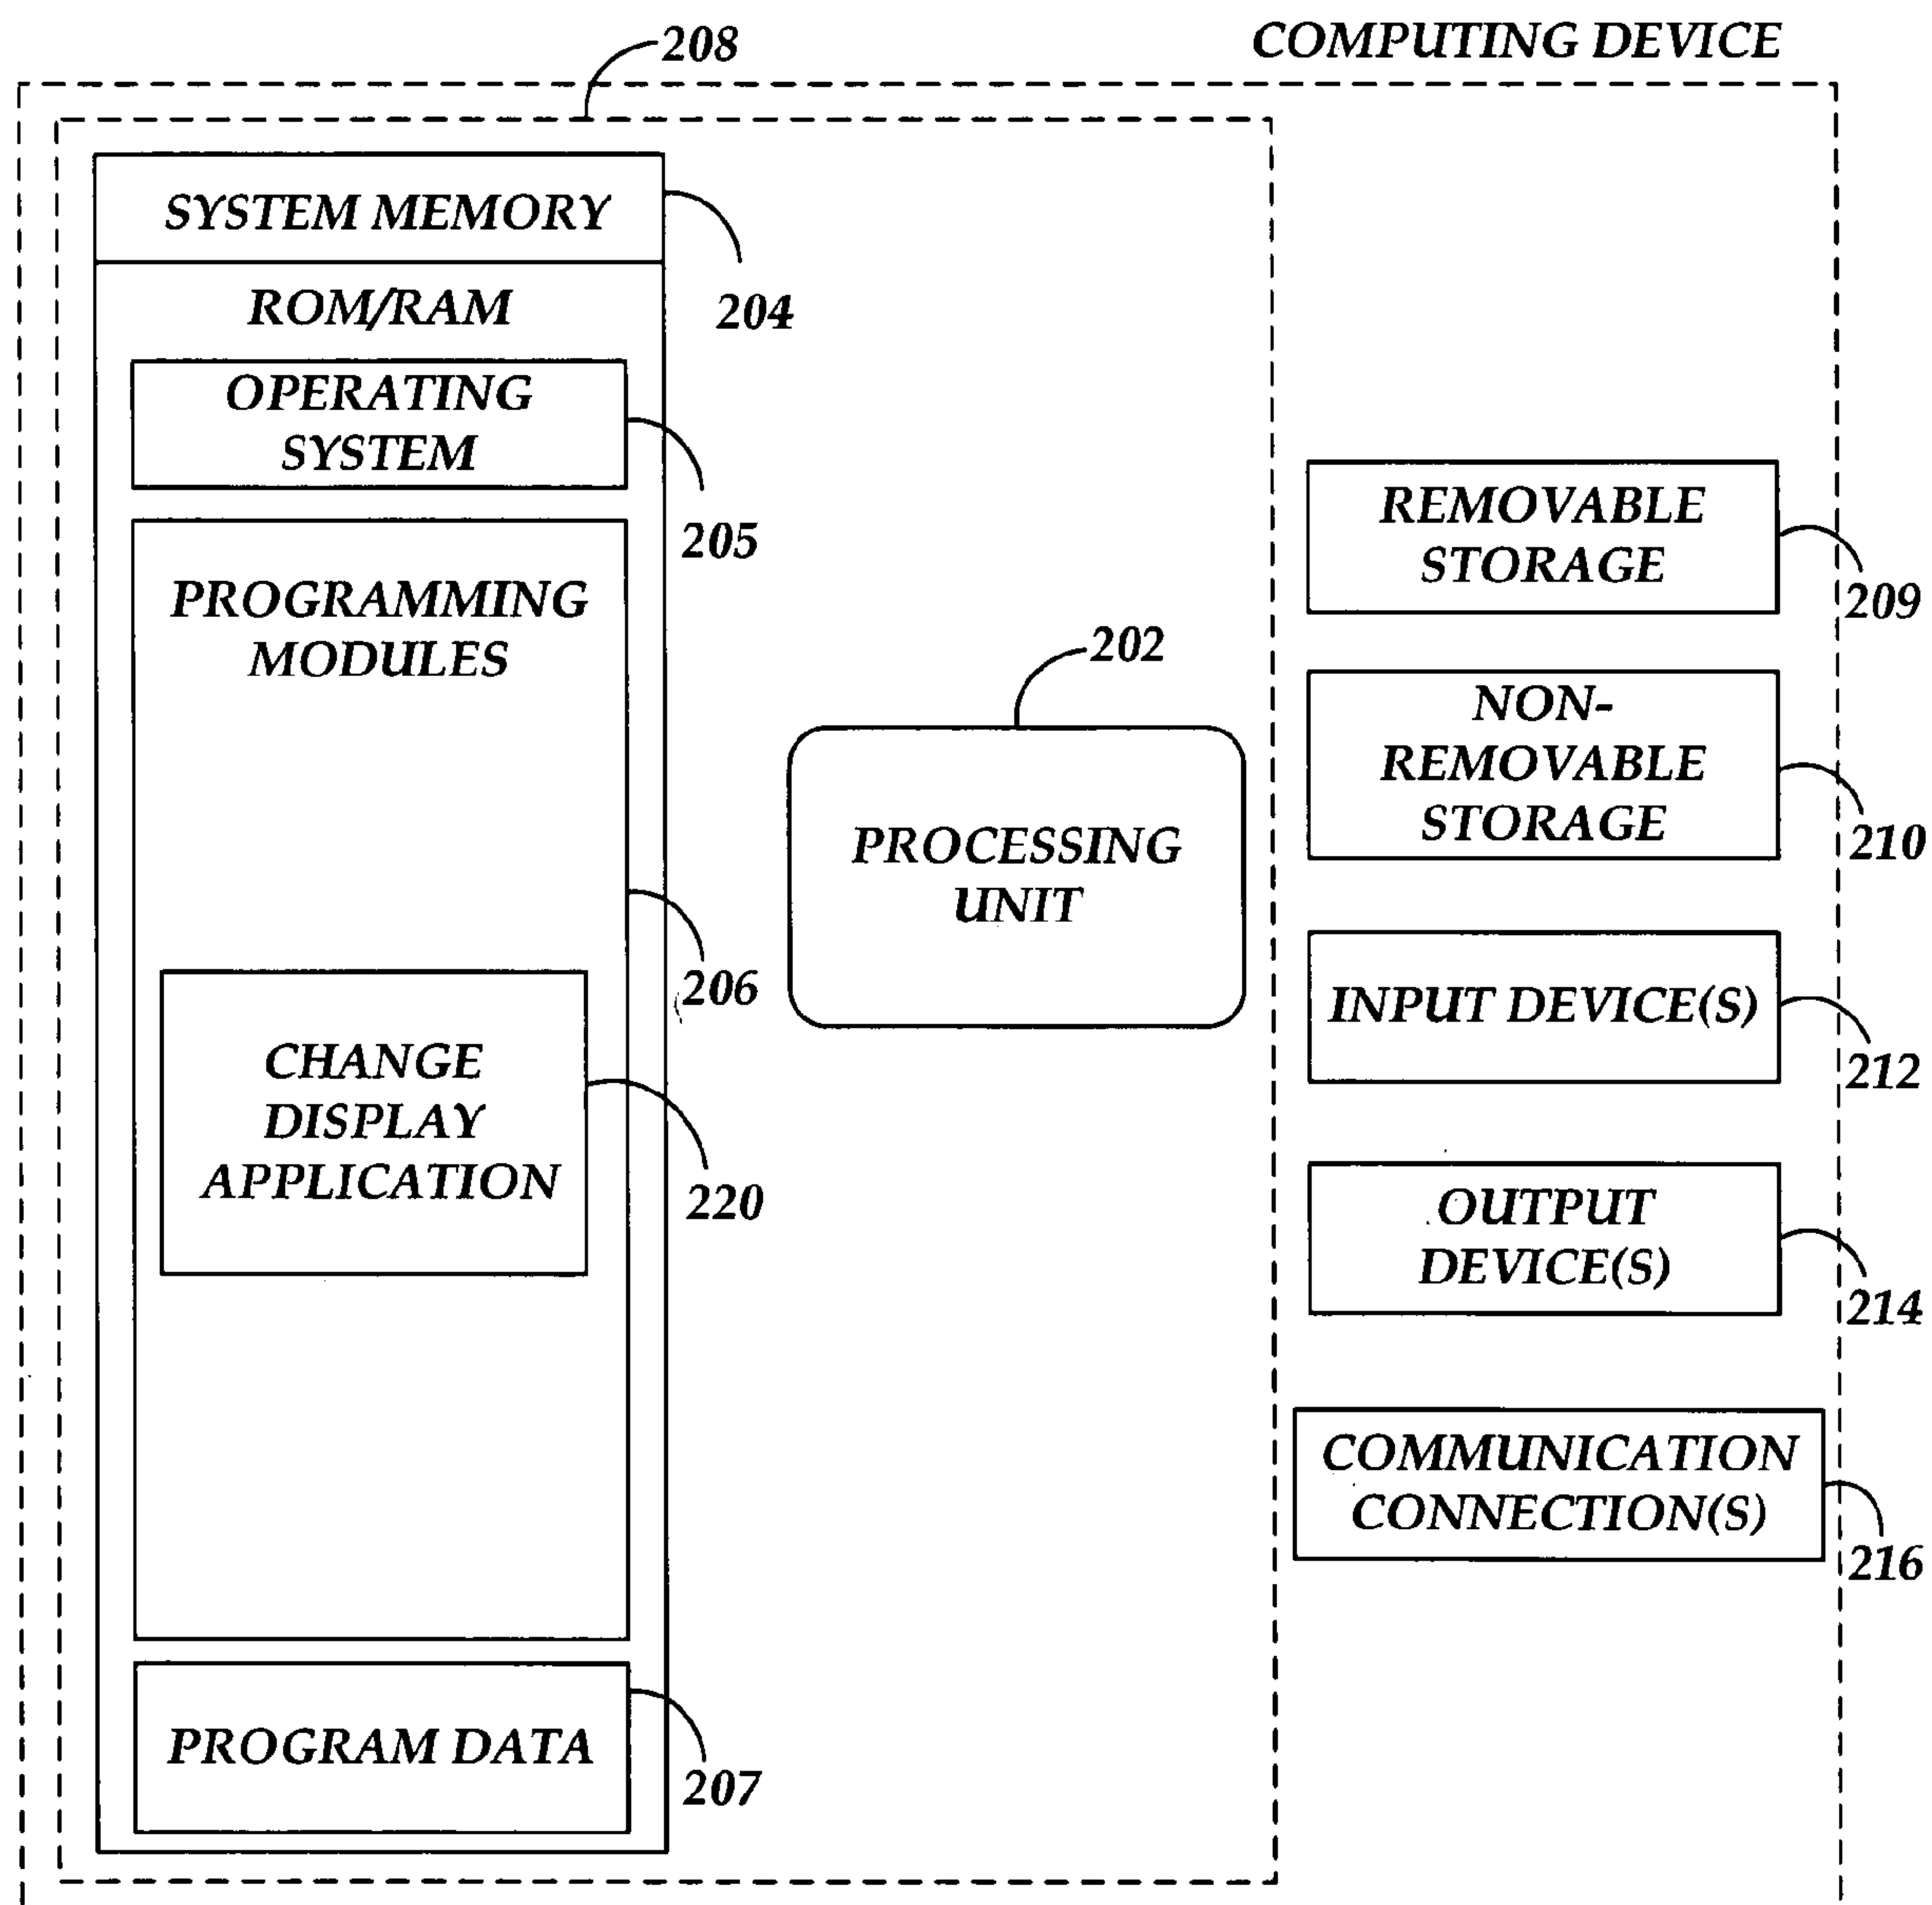 208
COMPUTING DEVICE
SYSTEM MEMORY
204
ROM/RAM
OPERATING
SYSTEM
205
PROGRAMMING
MODULES
206
CHANGE
DISPLAY
APPLICATION
220
PROGRAM DATA
207
202
PROCESSING
UNIT
REMOVABLE
STORAGE
209
NON-
REMOVABLE
STORAGE
210
INPUT DEVICE(S)
212
OUTPUT
DEVICE(S)
214
COMMUNICATION
CONNECTION(S)
216